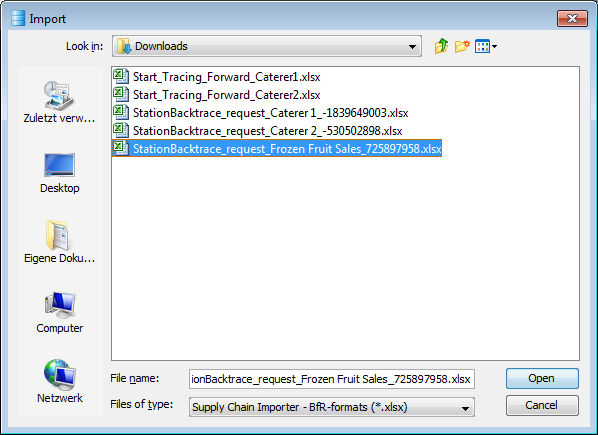 Import
Look in: Downloads
Zuletzt verw...
Desktop
Eigene Doku...
Computer
Netzwerk
Start_Tracing_Forward_Caterer1.xlsx
Start_Tracing_Forward_Caterer2.xlsx
StationBacktrace_request_Caterer 1_-1839649003.xlsx
StationBacktrace_request_Caterer 2_-530502898.xlsx
StationBacktrace_request_Frozen Fruit Sales_725897958.xlsx
File name: ionBacktrace_request_Frozen Fruit Sales_725897958.xlsx
Open
Files of type: Supply Chain Importer - BfR-formats (*.xlsx)
Cancel